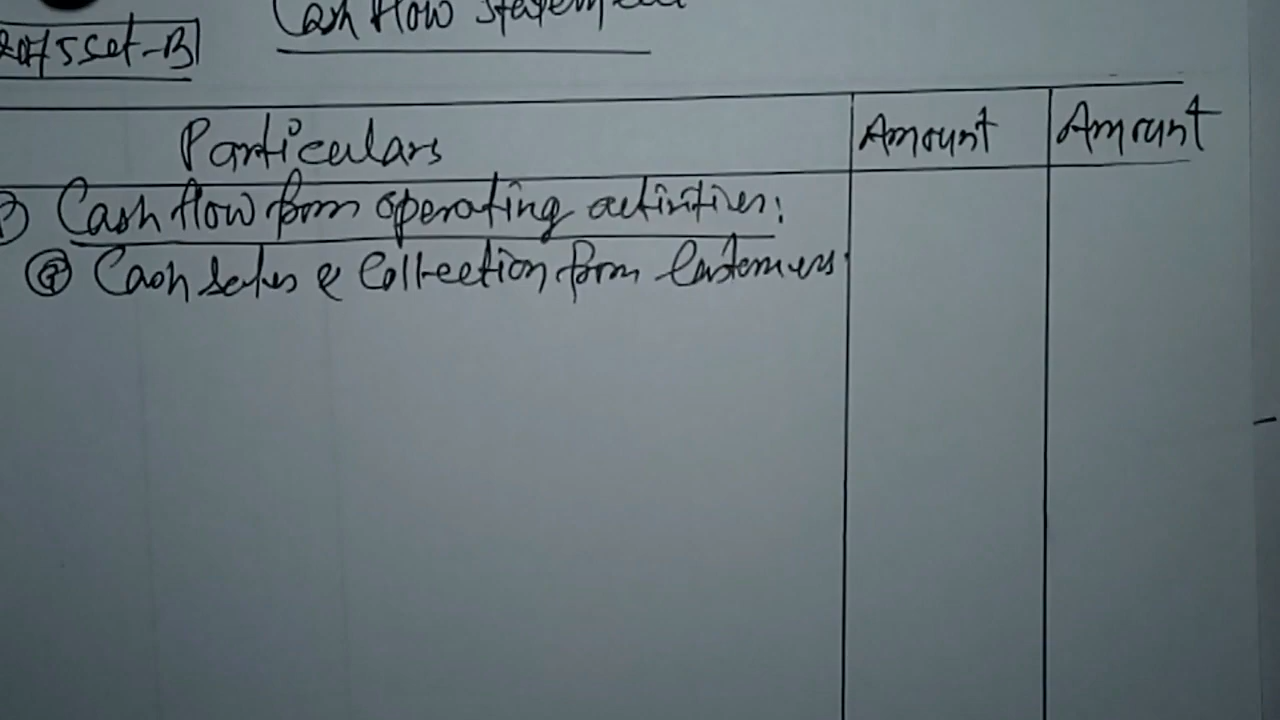 2075 Set-B
Cash flow Statement
Particulars Amount Amount
Cash flow from operating activities:
@ Cash sales & Collection from Customers